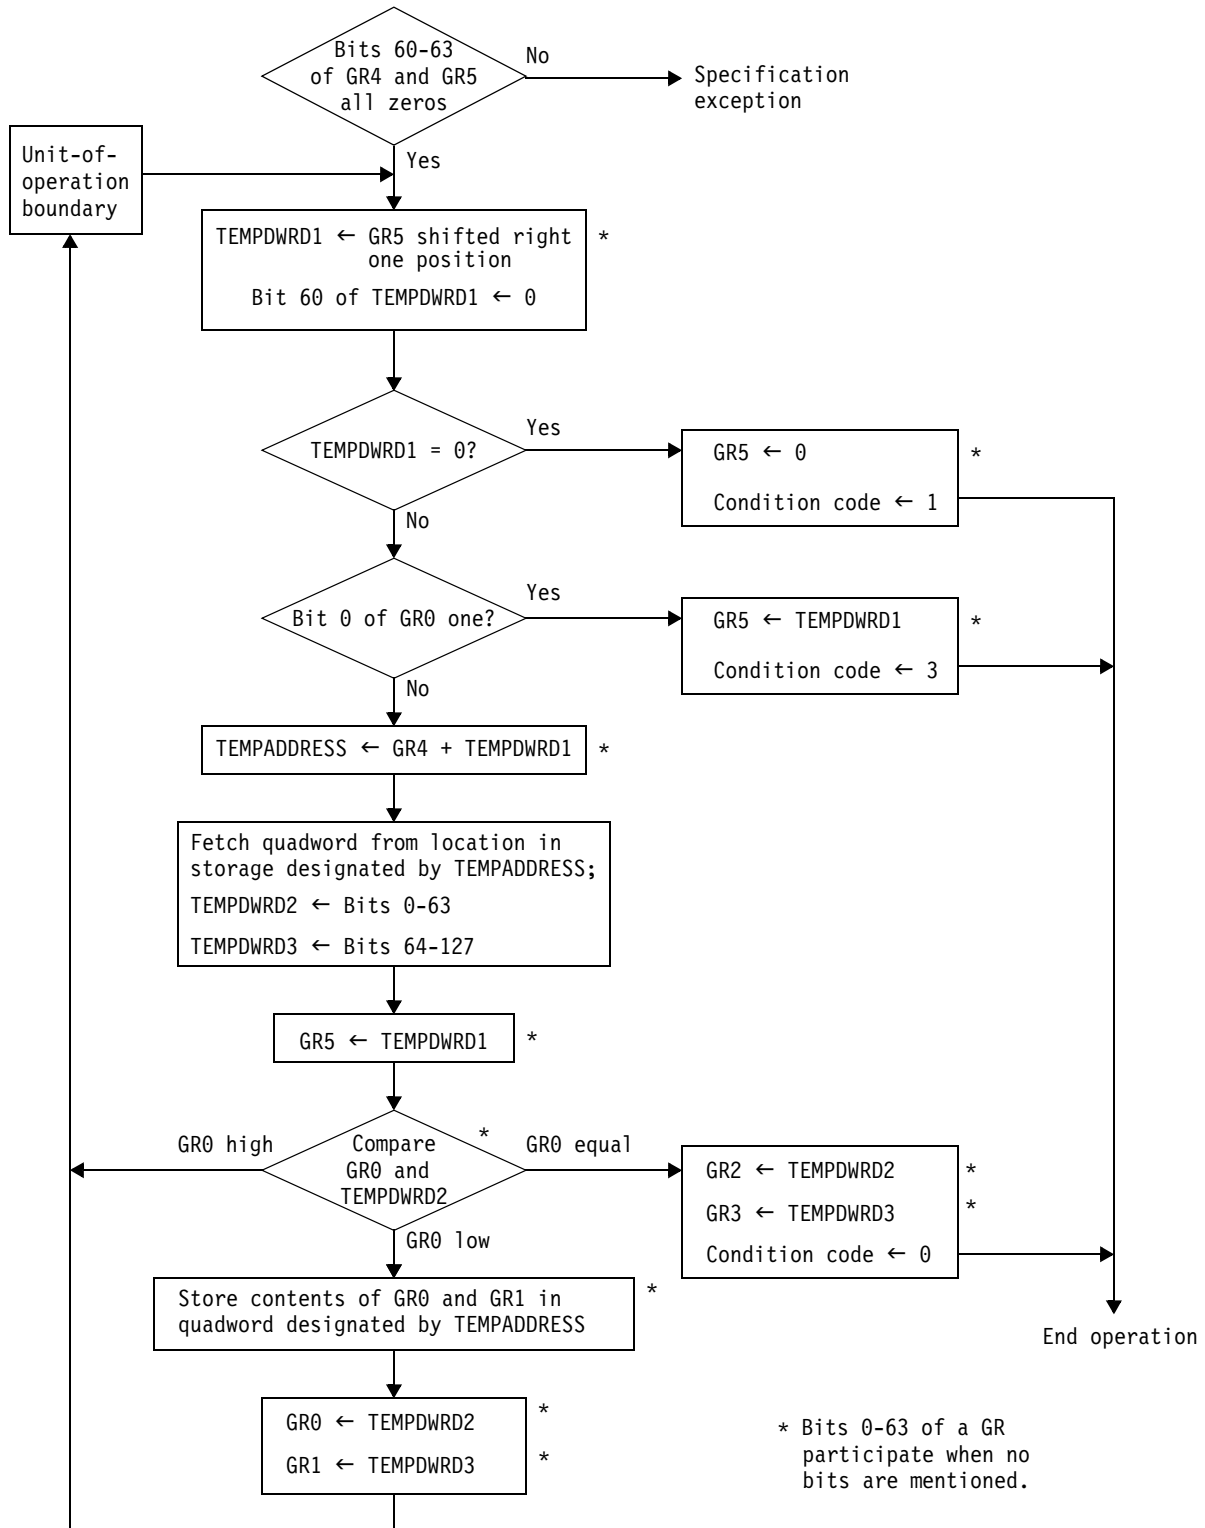 Bits 60-63
of GR4 and GR5
all zeros
No
Specification
exception
Unit-of-
operation
boundary
Yes
TEMPDWRD1 ← GR5 shifted right
one position
*
Bit 60 of TEMPDWRD1 ← 0
TEMPDWRD1 = 0?
Yes
GR5 ← 0
*
Condition code ← 1
No
Bit 0 of GR0 one?
Yes
GR5 ← TEMPDWRD1
*
Condition code ← 3
No
TEMPADDRESS ← GR4 + TEMPDWRD1
*
Fetch quadword from location in
storage designated by TEMPADDRESS;
TEMPDWRD2 ← Bits 0-63
TEMPDWRD3 ← Bits 64-127
GR5 ← TEMPDWRD1
*
GR0 high
Compare
GR0 and
TEMPDWRD2
*
GR0 equal
GR2 ← TEMPDWRD2
*
GR3 ← TEMPDWRD3
*
Condition code ← 0
GR0 low
Store contents of GR0 and GR1 in
quadword designated by TEMPADDRESS
*
End operation
GR0 ← TEMPDWRD2
*
GR1 ← TEMPDWRD3
*
* Bits 0-63 of a GR
participate when no
bits are mentioned.